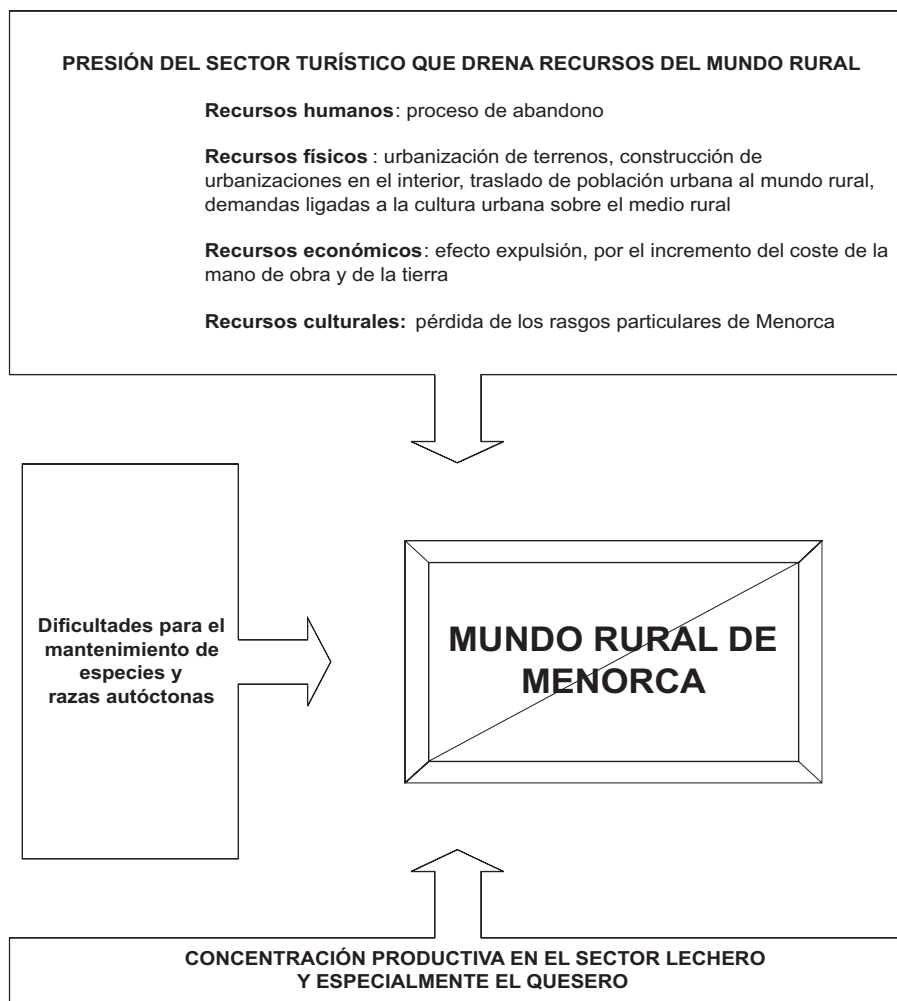 PRESIÓN DEL SECTOR TURÍSTICO QUE DRENA RECURSOS DEL MUNDO RURAL
Recursos humanos: proceso de abandono
Recursos físicos : urbanización de terrenos, construcción de
urbanizaciones en el interior, traslado de población urbana al mundo rural,
demandas ligadas a la cultura urbana sobre el medio rural
Recursos económicos: efecto expulsión, por el incremento del coste de la
mano de obra y de la tierra
Recursos culturales: pérdida de los rasgos particulares de Menorca
Dificultades para el
mantenimiento de
especies y
razas autóctonas
MUNDO RURAL DE
MENORCA
CONCENTRACIÓN PRODUCTIVA EN EL SECTOR LECHERO
Y ESPECIALMENTE EL QUESERO